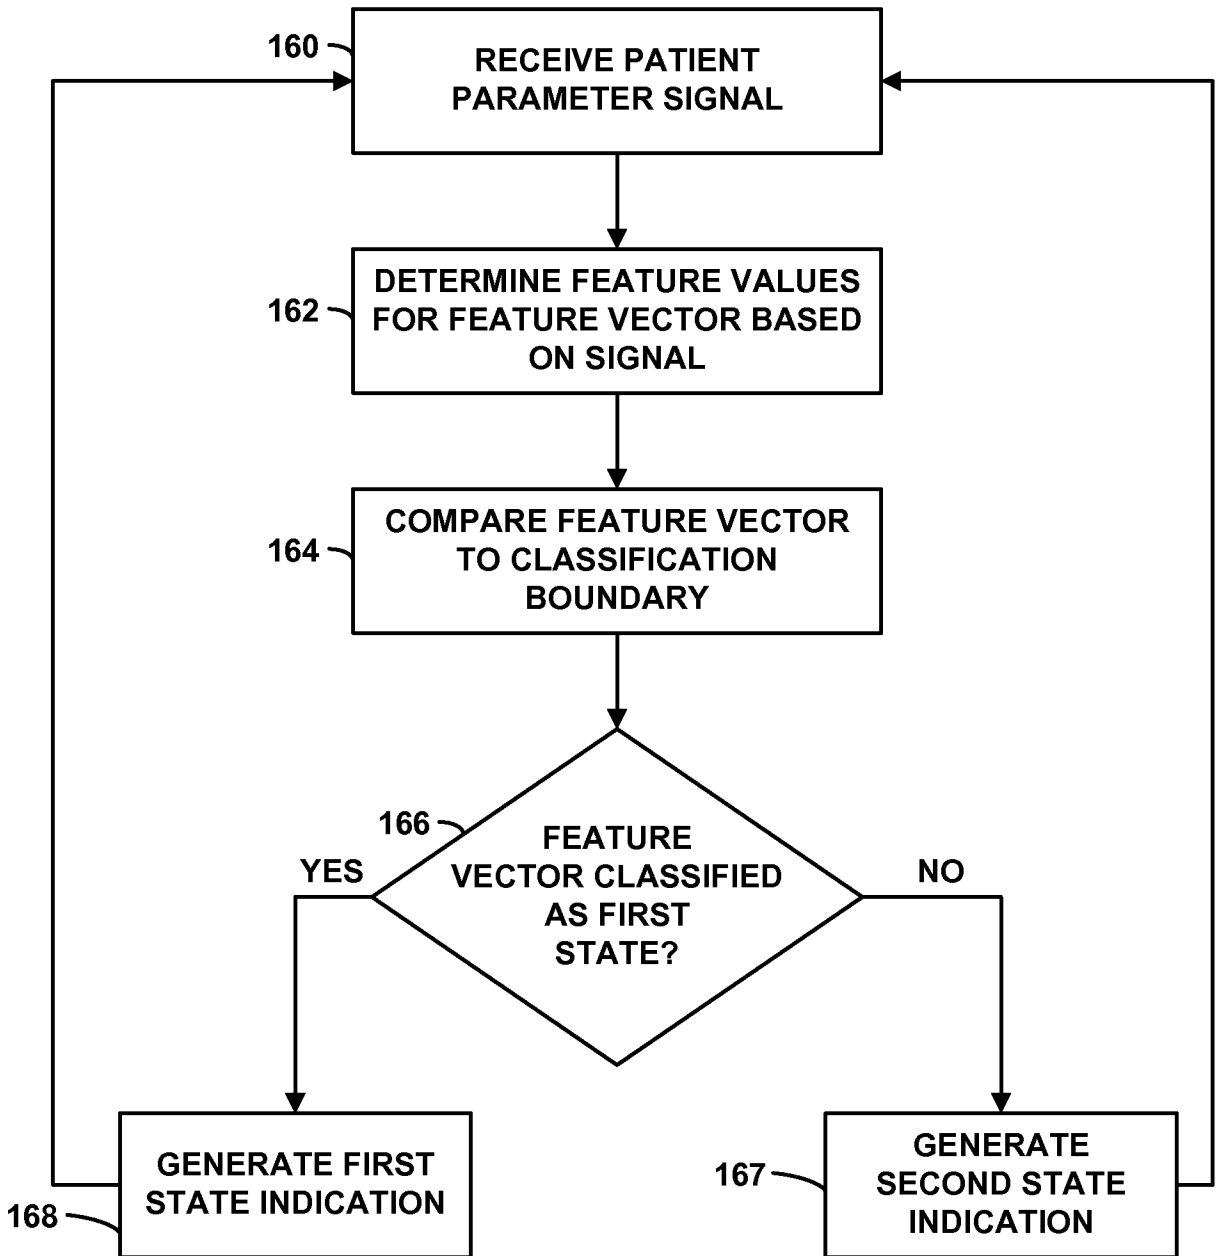 160
RECEIVE PATIENT
PARAMETER SIGNAL
162
DETERMINE FEATURE VALUES
FOR FEATURE VECTOR BASED
ON SIGNAL
164
COMPARE FEATURE VECTOR
TO CLASSIFICATION
BOUNDARY
166
FEATURE
VECTOR CLASSIFIED
AS FIRST
STATE?
YES
NO
168
GENERATE FIRST
STATE INDICATION
167
GENERATE
SECOND STATE
INDICATION